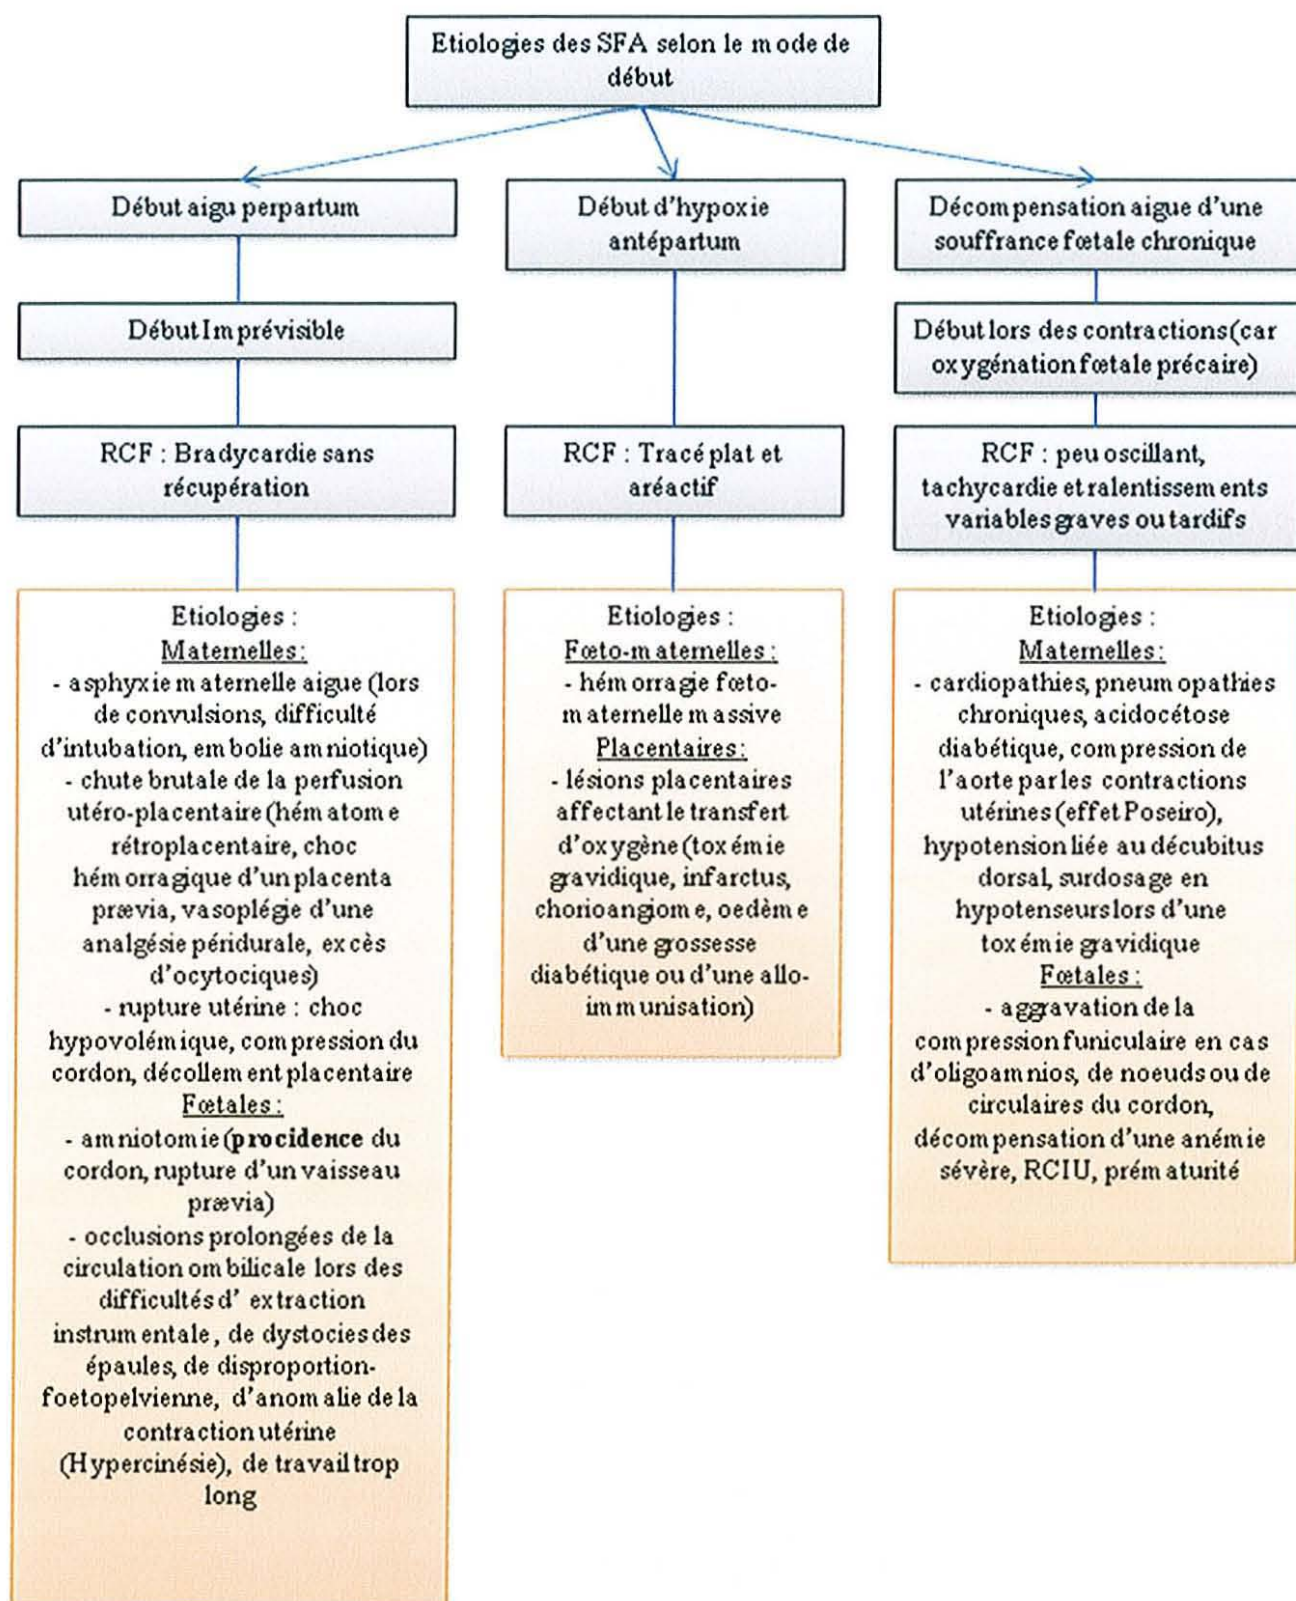 Etiologies des SFA selon le mode de
début
Début aigu perpartum
Début d'hypoxie
antépartum
Décompensation aigue d'une
souffrance fœtale chronique
Début Imprévisible
Début lors des contractions(car
oxygénation fœtale précaire)
RCF : Bradycardie sans
récupération
RCF : Tracé plat et
aréactif
RCF : peu oscillant,
tachycardie et ralentissements
variables graves ou tardifs
Etiologies :
Maternelles:
- asphyxie maternelle aigue (lors
de convulsions, difficulté
d'intubation, embolie amniotique)
- chute brutale de la perfusion
utéro-placentaire (hématome
rétroplacentaire, choc
hémorragique d'un placenta
prævia, vasoplégie d'une
analgésie péridurale, excès
d'ocytociques)
- rupture utérine : choc
hypovolémique, compression du
cordon, décollement placentaire
Fœtales :
- amniotomie (procidence du
cordon, rupture d'un vaisseau
prævia)
- occlusions prolongées de la
circulation ombilicale lors des
difficultés d' extraction
instrumentale, de dystocies des
épaules, de disproportion-
foetopelvienne, d'anomalie de la
contraction utérine
(Hypercinésie), de travail trop
long
Etiologies :
Fœto-maternelles :
- hémorragie fœto-
maternelle massive
Placentaires :
- lésions placentaires
affectant le transfert
d'oxygène (toxémie
gravidique, infarctus,
chorioangiome, oedème
d'une grossesse
diabétique ou d'une allo-
immunisation)
Etiologies :
Maternelles:
- cardiopathies, pneumopathies
chroniques, acidocétose
diabétique, compression de
l'aorte par les contractions
utérines (effet Poseiro),
hypotension liée au décubitus
dorsal, surdosage en
hypotenseurs lors d'une
toxémie gravidique
Fœtales :
- aggravation de la
compression funiculaire en cas
d'oligoamnios, de noeuds ou de
circulaires du cordon,
décompensation d'une anémie
sévère, RCIU, prématurité